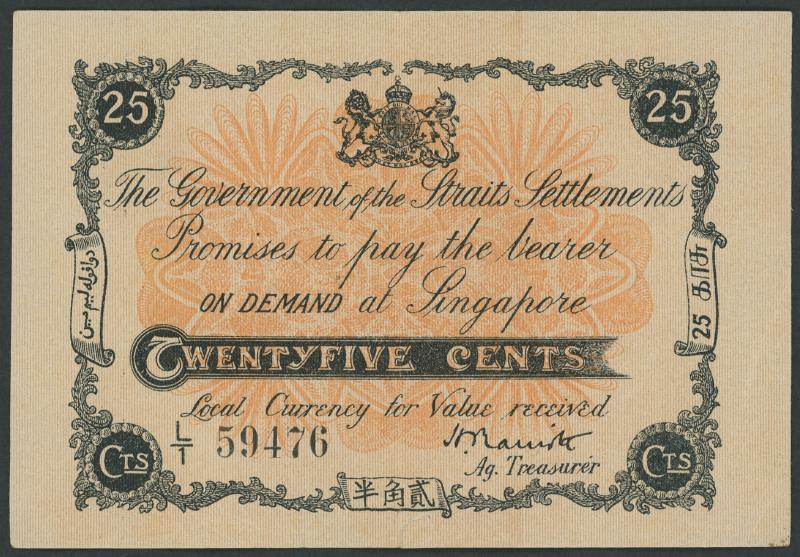 25
25
The Government of the Straits Settlements
Promises to pay the bearer
ON DEMAND at Singapore
TWENTYFIVE CENTS
Local Currency for Value received
L/1 59476
Ag. Treasurer
CTS
半角貳
CTS
25 காசு